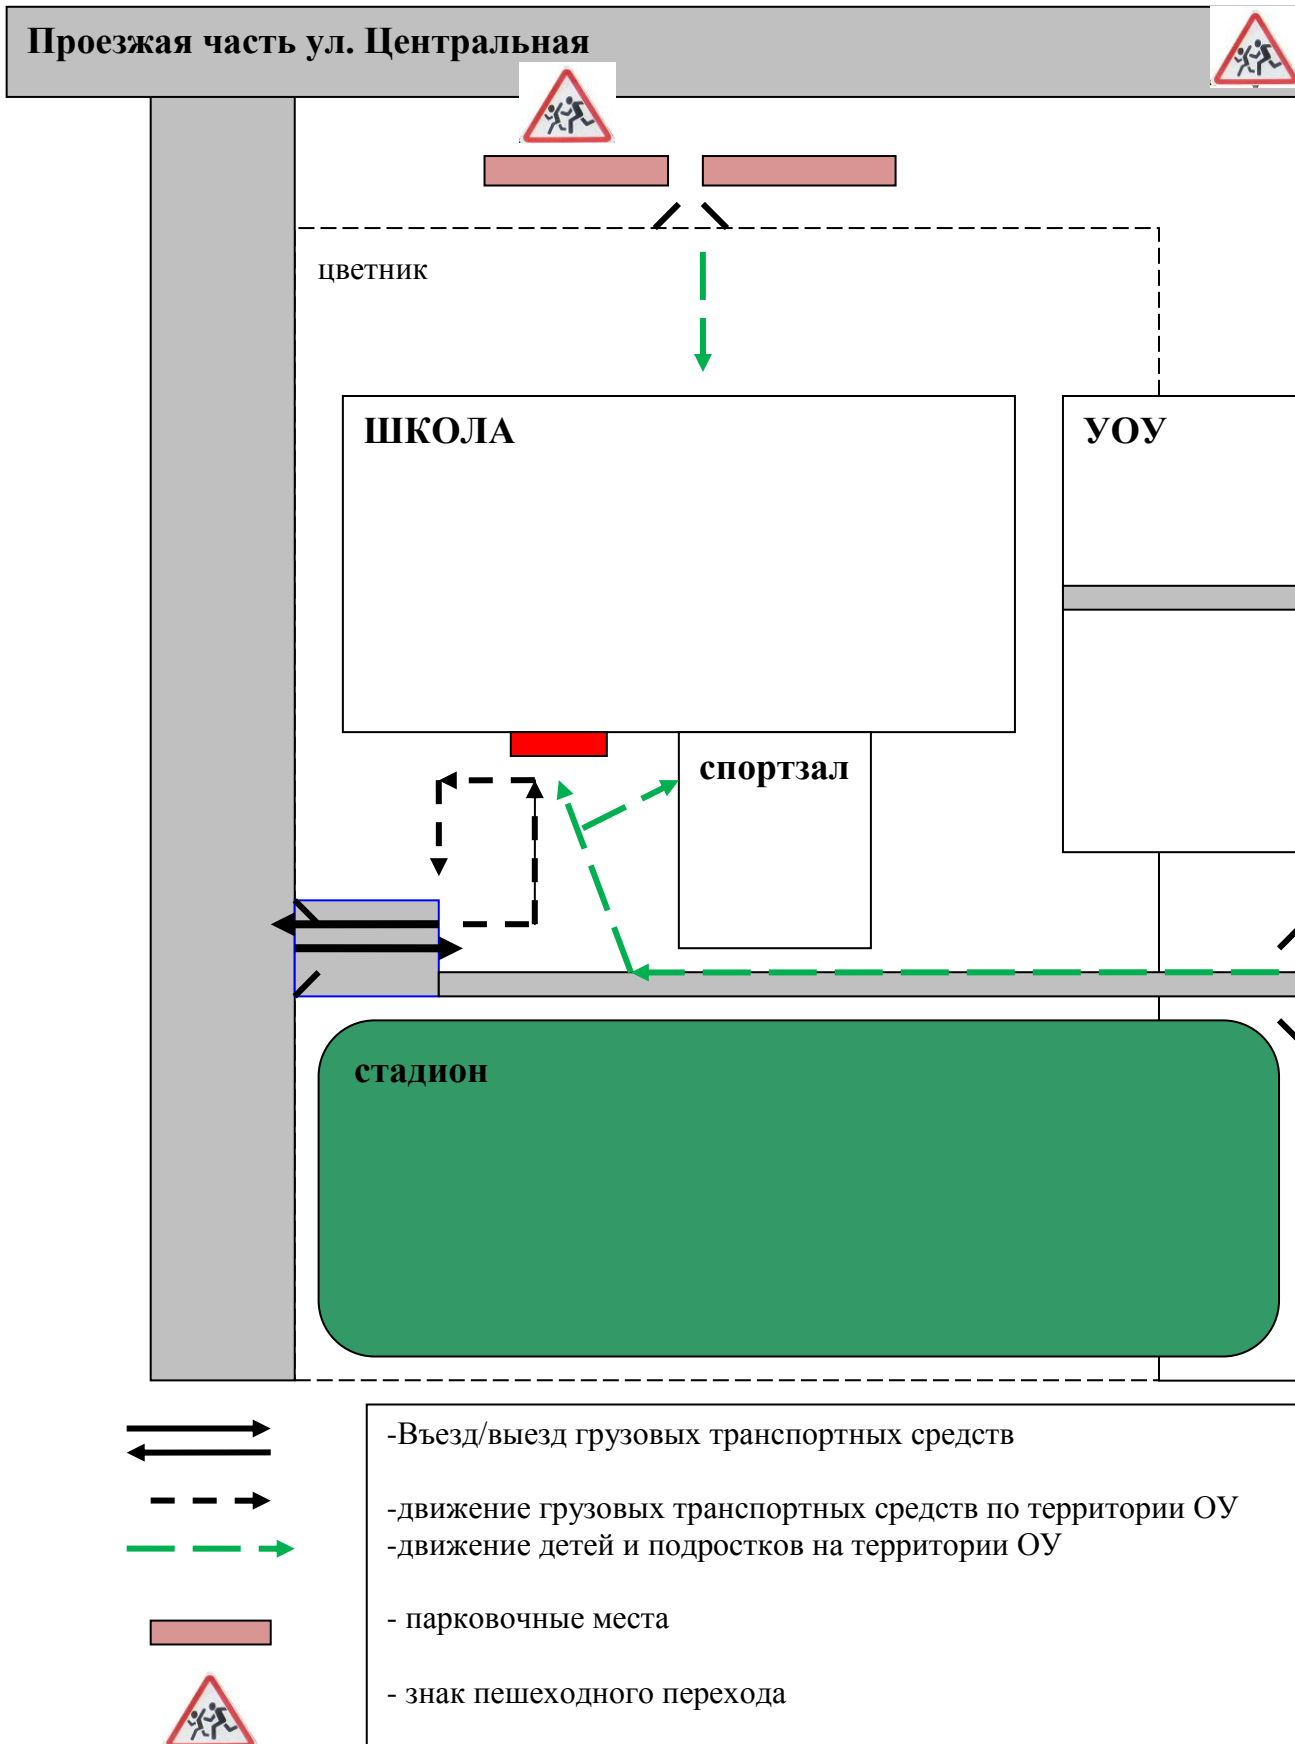 Проезжая часть ул. Центральная
цветник
ШКОЛА
УОУ
спортзал
стадион
-Въезд/выезд грузовых транспортных средств
-движение грузовых транспортных средств по территории ОУ
-движение детей и подростков на территории ОУ
- парковочные места
- знак пешеходного перехода